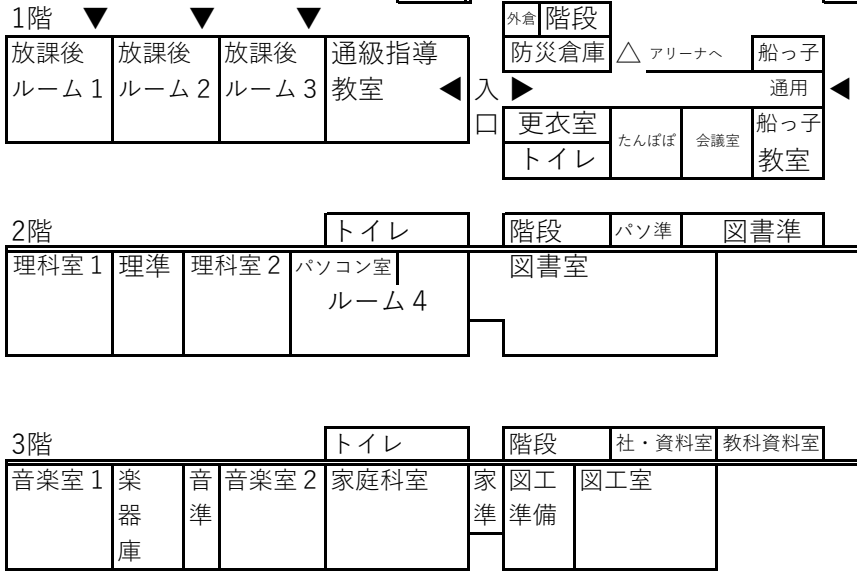 1階 ▼ ▼ ▼ 外倉 階段
放課後 放課後 放課後 通級指導 防災倉庫 △ アリーナへ 船っ子
ルーム1 ルーム2 ルーム3 教室 ◀ 入 ▶ 通用 ◀
口 更衣室 たんぽぽ 会議室 船っ子
トイレ 教室
2階 トイレ 階段 パソ準 図書準
理科室1 理準 理科室2 パソコン室 図書室
ルーム4
3階 トイレ 階段 社・資料室 教科資料室
音楽室1 楽 音 音楽室2 家庭科室 家 図工 図工室
器 準 準 準備
庫